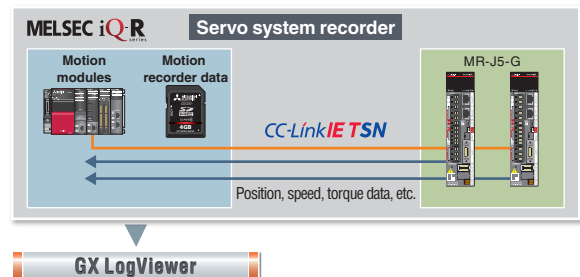 MELSEC iQ-R series
Servo system recorder
Motion modules
Motion recorder data
MR-J5-G
4GB
CC-Link IE TSN
Position, speed, torque data, etc.
GX LogViewer